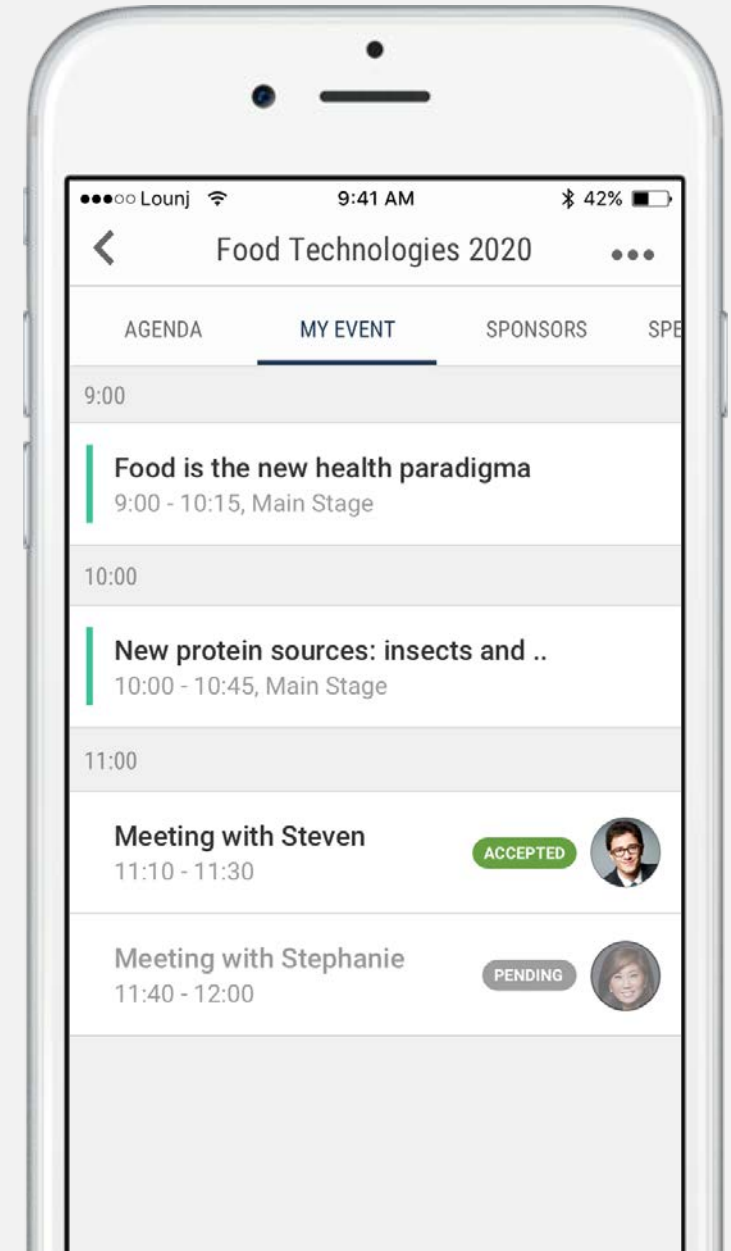 Lounj 9:41 AM 42%
Food Technologies 2020
AGENDA MY EVENT SPONSORS SPE
9:00
Food is the new health paradigma
9:00 - 10:15, Main Stage
10:00
New protein sources: insects and ..
10:00 - 10:45, Main Stage
11:00
Meeting with Steven
ACCEPTED
11:10 - 11:30
Meeting with Stephanie
PENDING
11:40 - 12:00